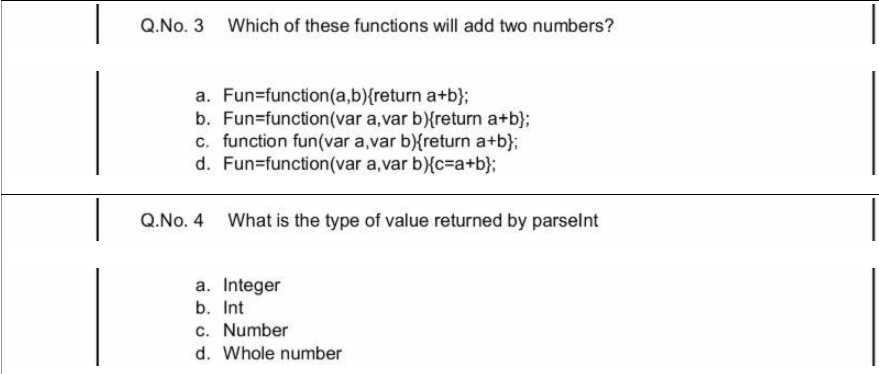 Q.No. 3 Which of these functions will add two numbers?
a. Fun=function(a,b){return a+b};
b. Fun=function(var a,var b){return a+b};
c. function fun(var a,var b){return a+b};
d. Fun=function(var a,var b){c=a+b};
Q.No. 4 What is the type of value returned by parseInt
a. Integer
b. Int
c. Number
d. Whole number